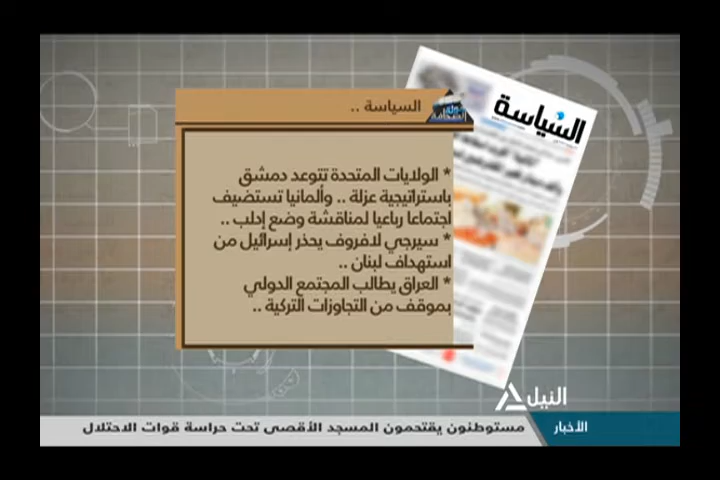 السياسة ..
السياسة
* الولايات المتحدة تتوعد دمشق
باستراتيجية عزلة .. وألمانيا تستضيف
اجتماعا رباعيا لمناقشة وضع إدلب ..
* سيرجي لافروف يحذر إسرائيل من
استهداف لبنان ..
* العراق يطالب المجتمع الدولي
بموقف من التجاوزات التركية ..
النيل
الأخبار
مستوطنون يقتحمون المسجد الأقصى تحت حراسة قوات الاحتلال